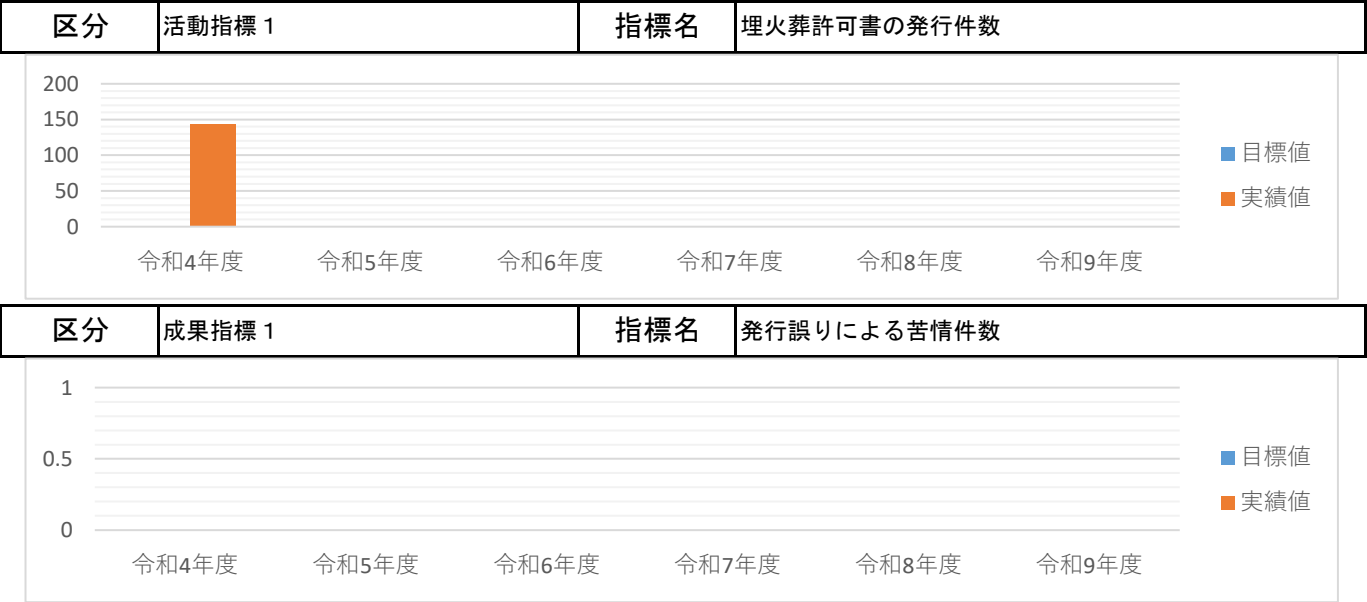 区分 活動指標1 指標名 埋火葬許可書の発行件数
200
150
100
50
0
令和4年度 令和5年度 令和6年度 令和7年度 令和8年度 令和9年度
目標値
実績値
区分 成果指標1 指標名 発行誤りによる苦情件数
1
0.5
0
令和4年度 令和5年度 令和6年度 令和7年度 令和8年度 令和9年度
目標値
実績値